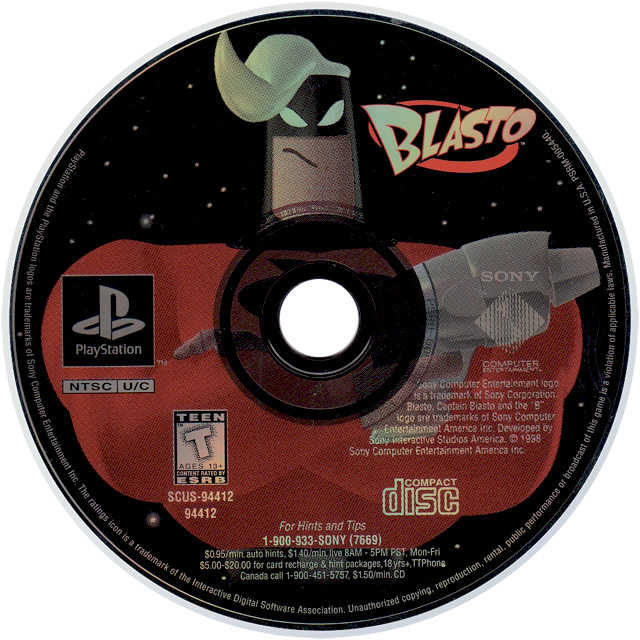 BLASTO™
SONY
COMPUTER
ENTERTAINMENT
PlayStation
™
NTSC U/C
Sony Computer Entertainment logo
is a trademark of Sony Corporation.
Blasto, Captain Blasto and the "B"
logo are trademarks of Sony Computer
Entertainment America Inc. Developed by
Sony Interactive Studios America. © 1998
Sony Computer Entertainment America Inc.
TEEN
T
AGES 13+
CONTENT RATED BY
ESRB
SCUS-94412
94412
COMPACT
disc
For Hints and Tips
1-900-933-SONY (7669)
$0.95/min. auto hints, $1.40/min. live 8AM - 5PM PST, Mon-Fri
$5.00-$20.00 for card recharge & hint packages, 18yrs+, TTPhone
Canada call 1-900-451-5757, $1.50/min. CD
PlayStation and the PlayStation logos are trademarks of Sony Computer Entertainment Inc. The ratings icon is a trademark of the Interactive Digital Software Association. Unauthorized copying, reproduction, rental, public performance or broadcast of this game is a violation of applicable laws. Manufactured in U.S.A. PSRM-005440.